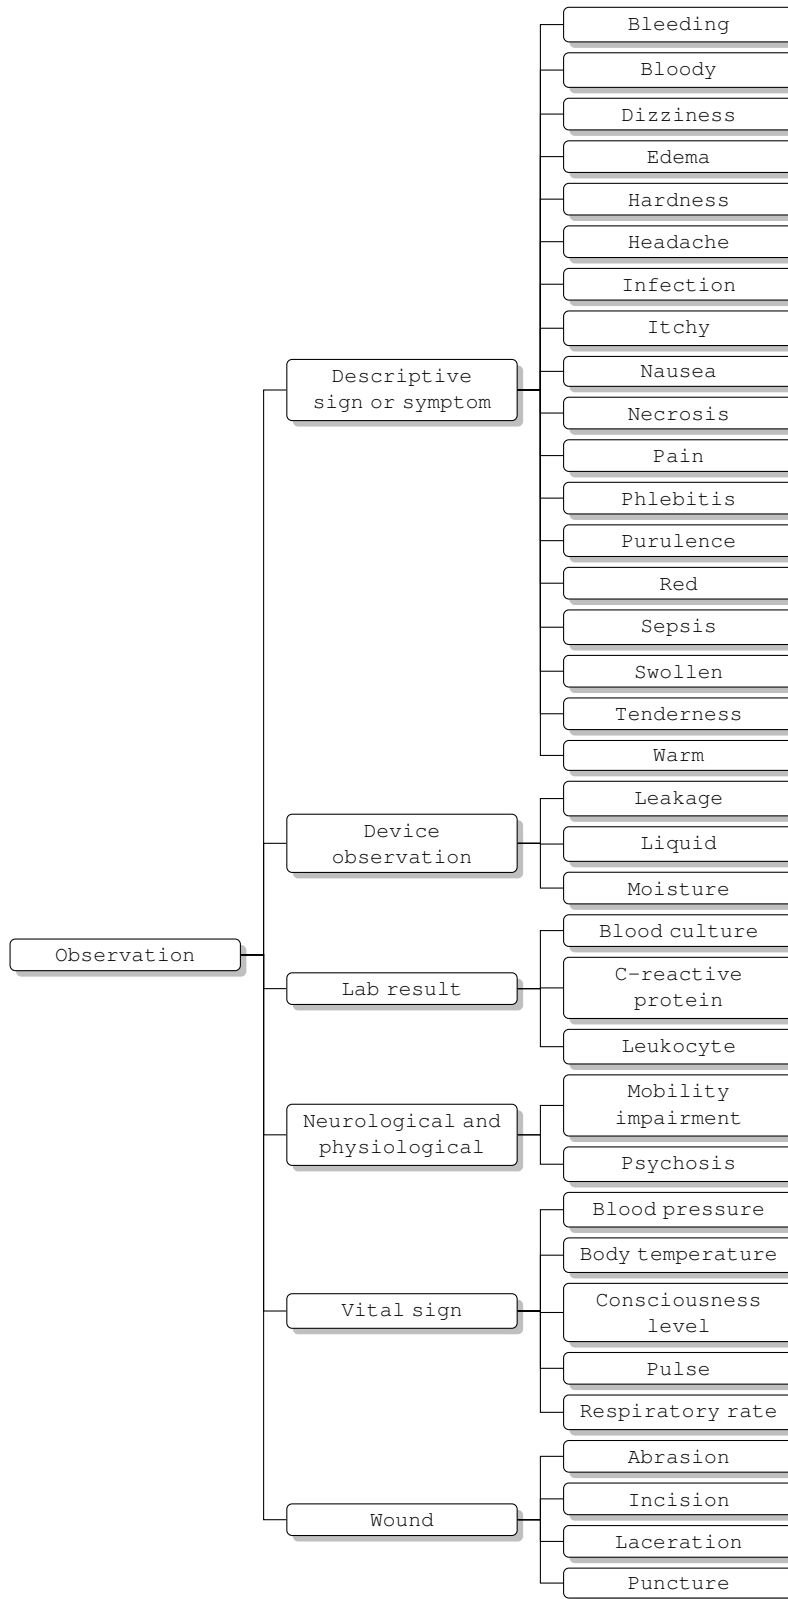 Bleeding
Bloody
Dizziness
Edema
Hardness
Headache
Infection
Itchy
Descriptive
sign or symptom
Nausea
Necrosis
Pain
Phlebitis
Purulence
Red
Sepsis
Swollen
Tenderness
Warm
Leakage
Device
observation
Liquid
Moisture
Observation
Blood culture
Lab result
C-reactive
protein
Leukocyte
Neurological and
physiological
Mobility
impairment
Psychosis
Blood pressure
Body temperature
Vital sign
Consciousness
level
Pulse
Respiratory rate
Abrasion
Incision
Wound
Laceration
Puncture